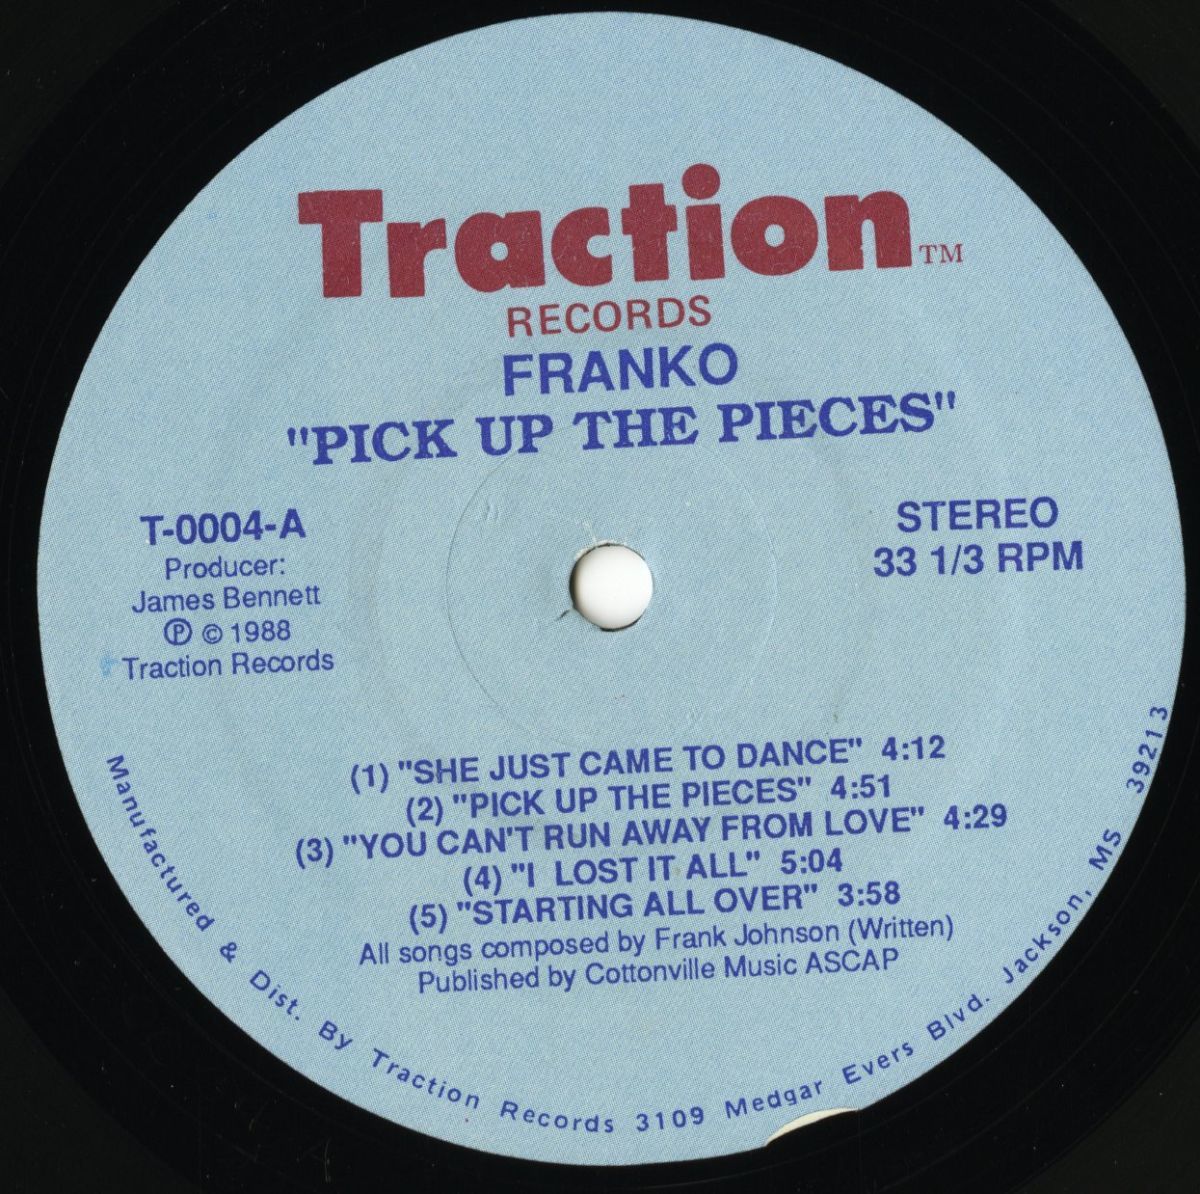 Traction TM
RECORDS
FRANKO
"PICK UP THE PIECES"
T-0004-A
Producer:
James Bennett
Ⓟ © 1988
Traction Records
STEREO
33 1/3 RPM
(1) "SHE JUST CAME TO DANCE" 4:12
(2) "PICK UP THE PIECES" 4:51
(3) "YOU CAN'T RUN AWAY FROM LOVE" 4:29
(4) "I LOST IT ALL" 5:04
(5) "STARTING ALL OVER" 3:58
All songs composed by Frank Johnson (Written)
Published by Cottonville Music ASCAP
Manufactured & Dist. By Traction Records 3109 Medgar Evers Blvd. Jackson, MS 39213